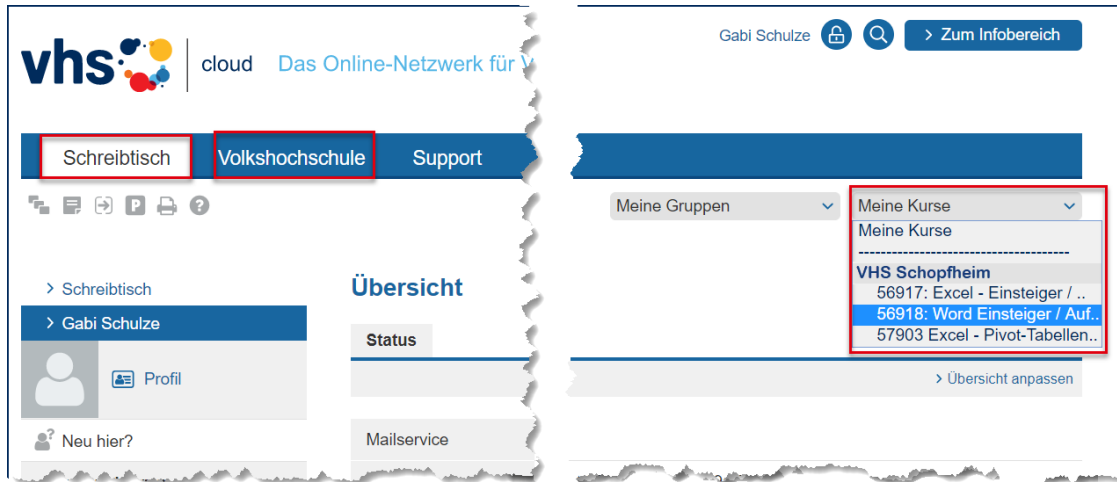 Gabi Schulze
> Zum Infobereich
vhs
cloud Das Online-Netzwerk für V
Schreibtisch Volkshochschule Support
P ?
Meine Gruppen
Meine Kurse
Meine Kurse
--------------------------------------
VHS Schopfheim
56917: Excel - Einsteiger / ..
56918: Word Einsteiger / Auf..
57903 Excel - Pivot-Tabellen..
> Schreibtisch
> Gabi Schulze
Profil
Neu hier?
Übersicht
Status
> Übersicht anpassen
Mailservice